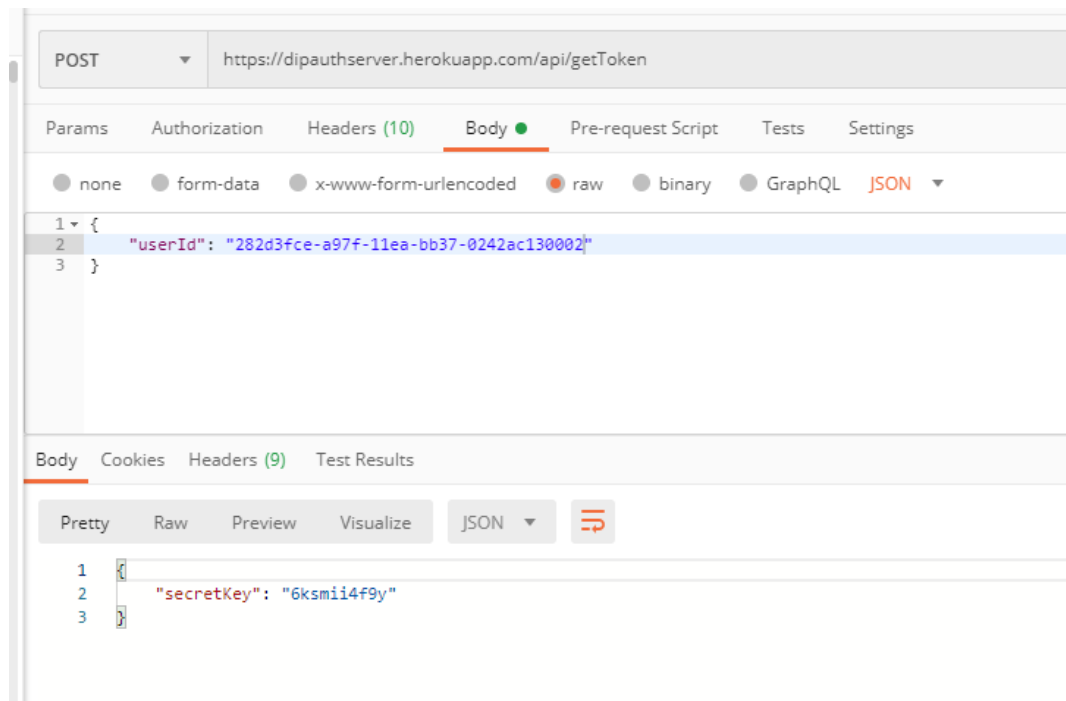 POST https://dipauthserver.herokuapp.com/api/getToken
Params Authorization Headers (10) Body Pre-request Script Tests Settings
none form-data x-www-form-urlencoded raw binary GraphQL JSON
1 {
2 "userId": "282d3fce-a97f-11ea-bb37-0242ac130002"
3 }
Body Cookies Headers (9) Test Results
Pretty Raw Preview Visualize JSON
1 {
2 "secretKey": "6ksmii4f9y"
3 }